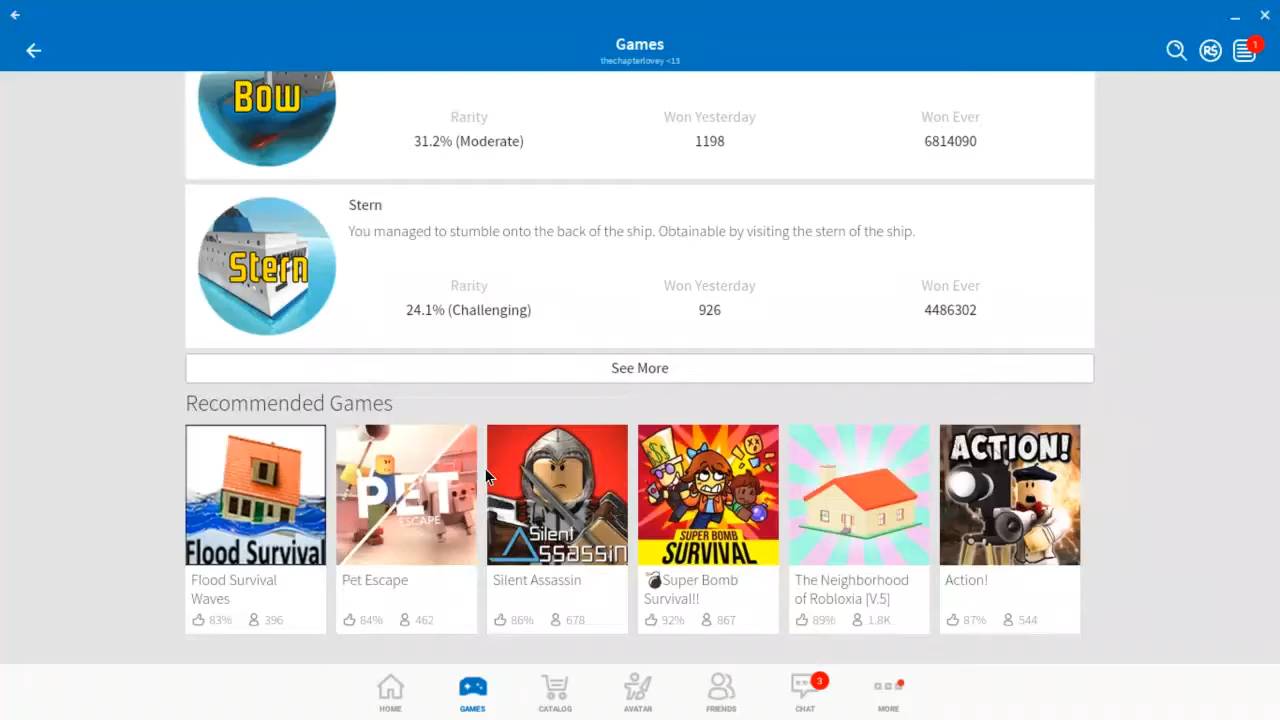 Games
thechapterlovey <13
R$
1
Bow
Rarity
Won Yesterday
Won Ever
31.2% (Moderate)
1198
6814090
Stern
Stern
You managed to stumble onto the back of the ship. Obtainable by visiting the stern of the ship.
Rarity
Won Yesterday
Won Ever
24.1% (Challenging)
926
4486302
See More
Recommended Games
Flood Survival
PET
ESCAPE
Silent
Assassin
SUPER BOMB
SURVIVAL
ACTION!
Flood Survival
Waves
83% 396
Pet Escape
84% 462
Silent Assassin
86% 678
💣Super Bomb
Survival!!
92% 867
The Neighborhood
of Robloxia [V.5]
89% 1.8K
Action!
87% 544
HOME
GAMES
CATALOG
AVATAR
FRIENDS
3
CHAT
MORE